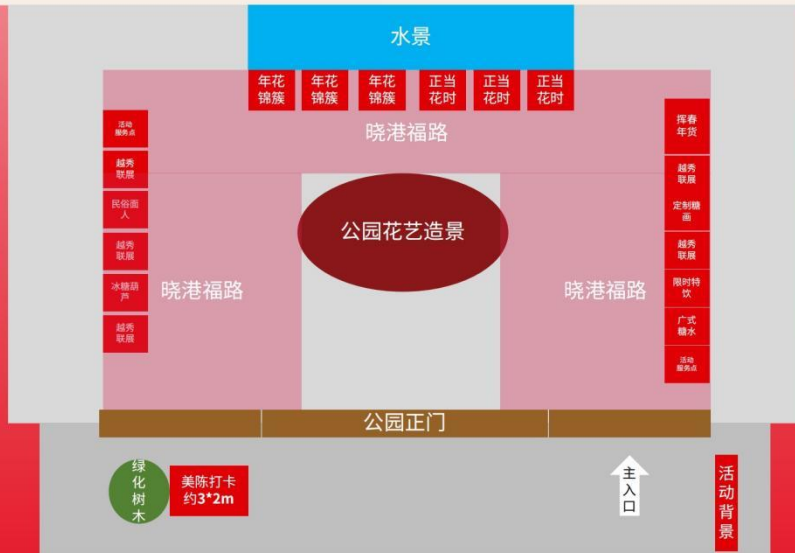 水景
年花
锦簇
年花
锦簇
年花
锦簇
正当
花时
正当
花时
正当
花时
晓港福路
活动
服务点
越秀
联展
民俗面
人
越秀
联展
冰糖葫
芦
越秀
联展
公园花艺造景
晓港福路
晓港福路
挥春
年货
越秀
联展
定制糖
画
越秀
联展
限时特
饮
广式
糖水
活动
服务点
公园正门
绿
化
树
木
美陈打卡
约3*2m
主
入
口
活
动
背
景